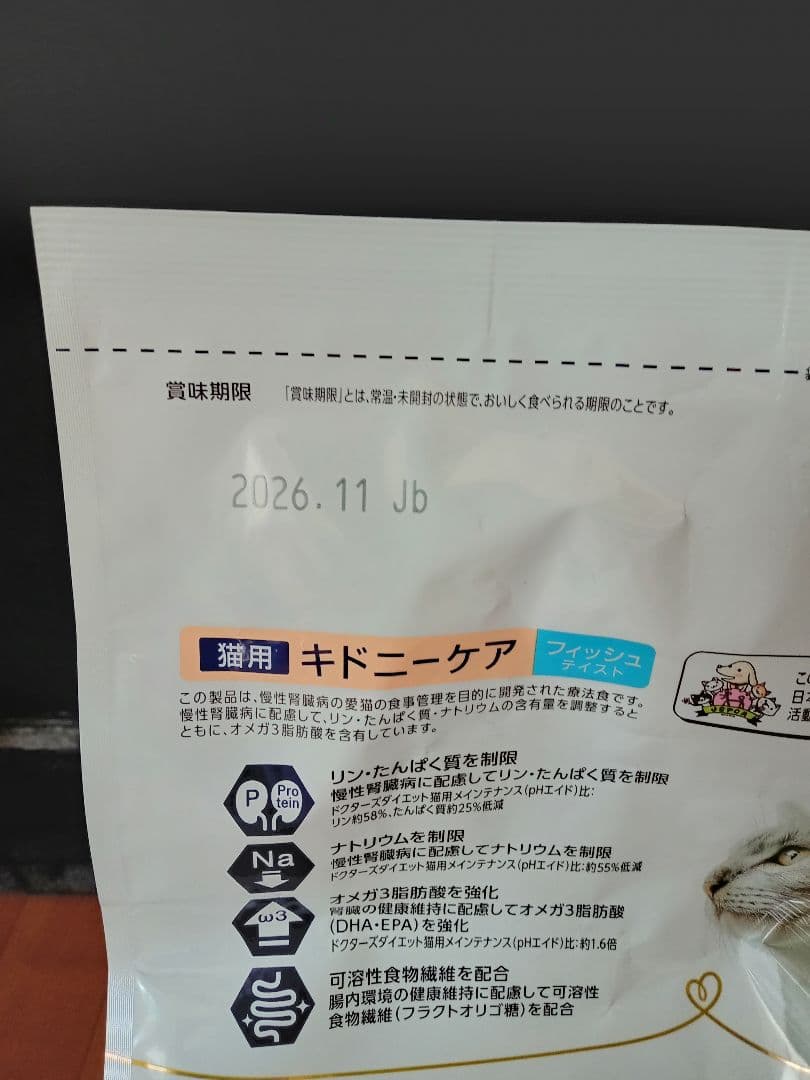 賞味期限 「賞味期限」とは、常温・未開封の状態で、おいしく食べられる期限のことです。
2026.11 Jb
猫用 キドニーケア フィッシュ
テイスト
この製品は、慢性腎臓病の愛猫の食事管理を目的に開発された療法食です。
慢性腎臓病に配慮して、リン・たんぱく質・ナトリウムの含有量を調整すると
ともに、オメガ3脂肪酸を含有しています。
この
日本
活動
P Pro
tein
リン・たんぱく質を制限
慢性腎臓病に配慮してリン・たんぱく質を制限
ドクターズダイエット猫用メインテナンス(pHエイド)比:
リン約58%、たんぱく質約25%低減
Na
ナトリウムを制限
慢性腎臓病に配慮してナトリウムを制限
ドクターズダイエット猫用メインテナンス(pHエイド)比:約55%低減
ω3
オメガ3脂肪酸を強化
腎臓の健康維持に配慮してオメガ3脂肪酸
(DHA・EPA)を強化
ドクターズダイエット猫用メインテナンス(pHエイド)比:約1.6倍
可溶性食物繊維を配合
腸内環境の健康維持に配慮して可溶性
食物繊維(フラクトオリゴ糖)を配合